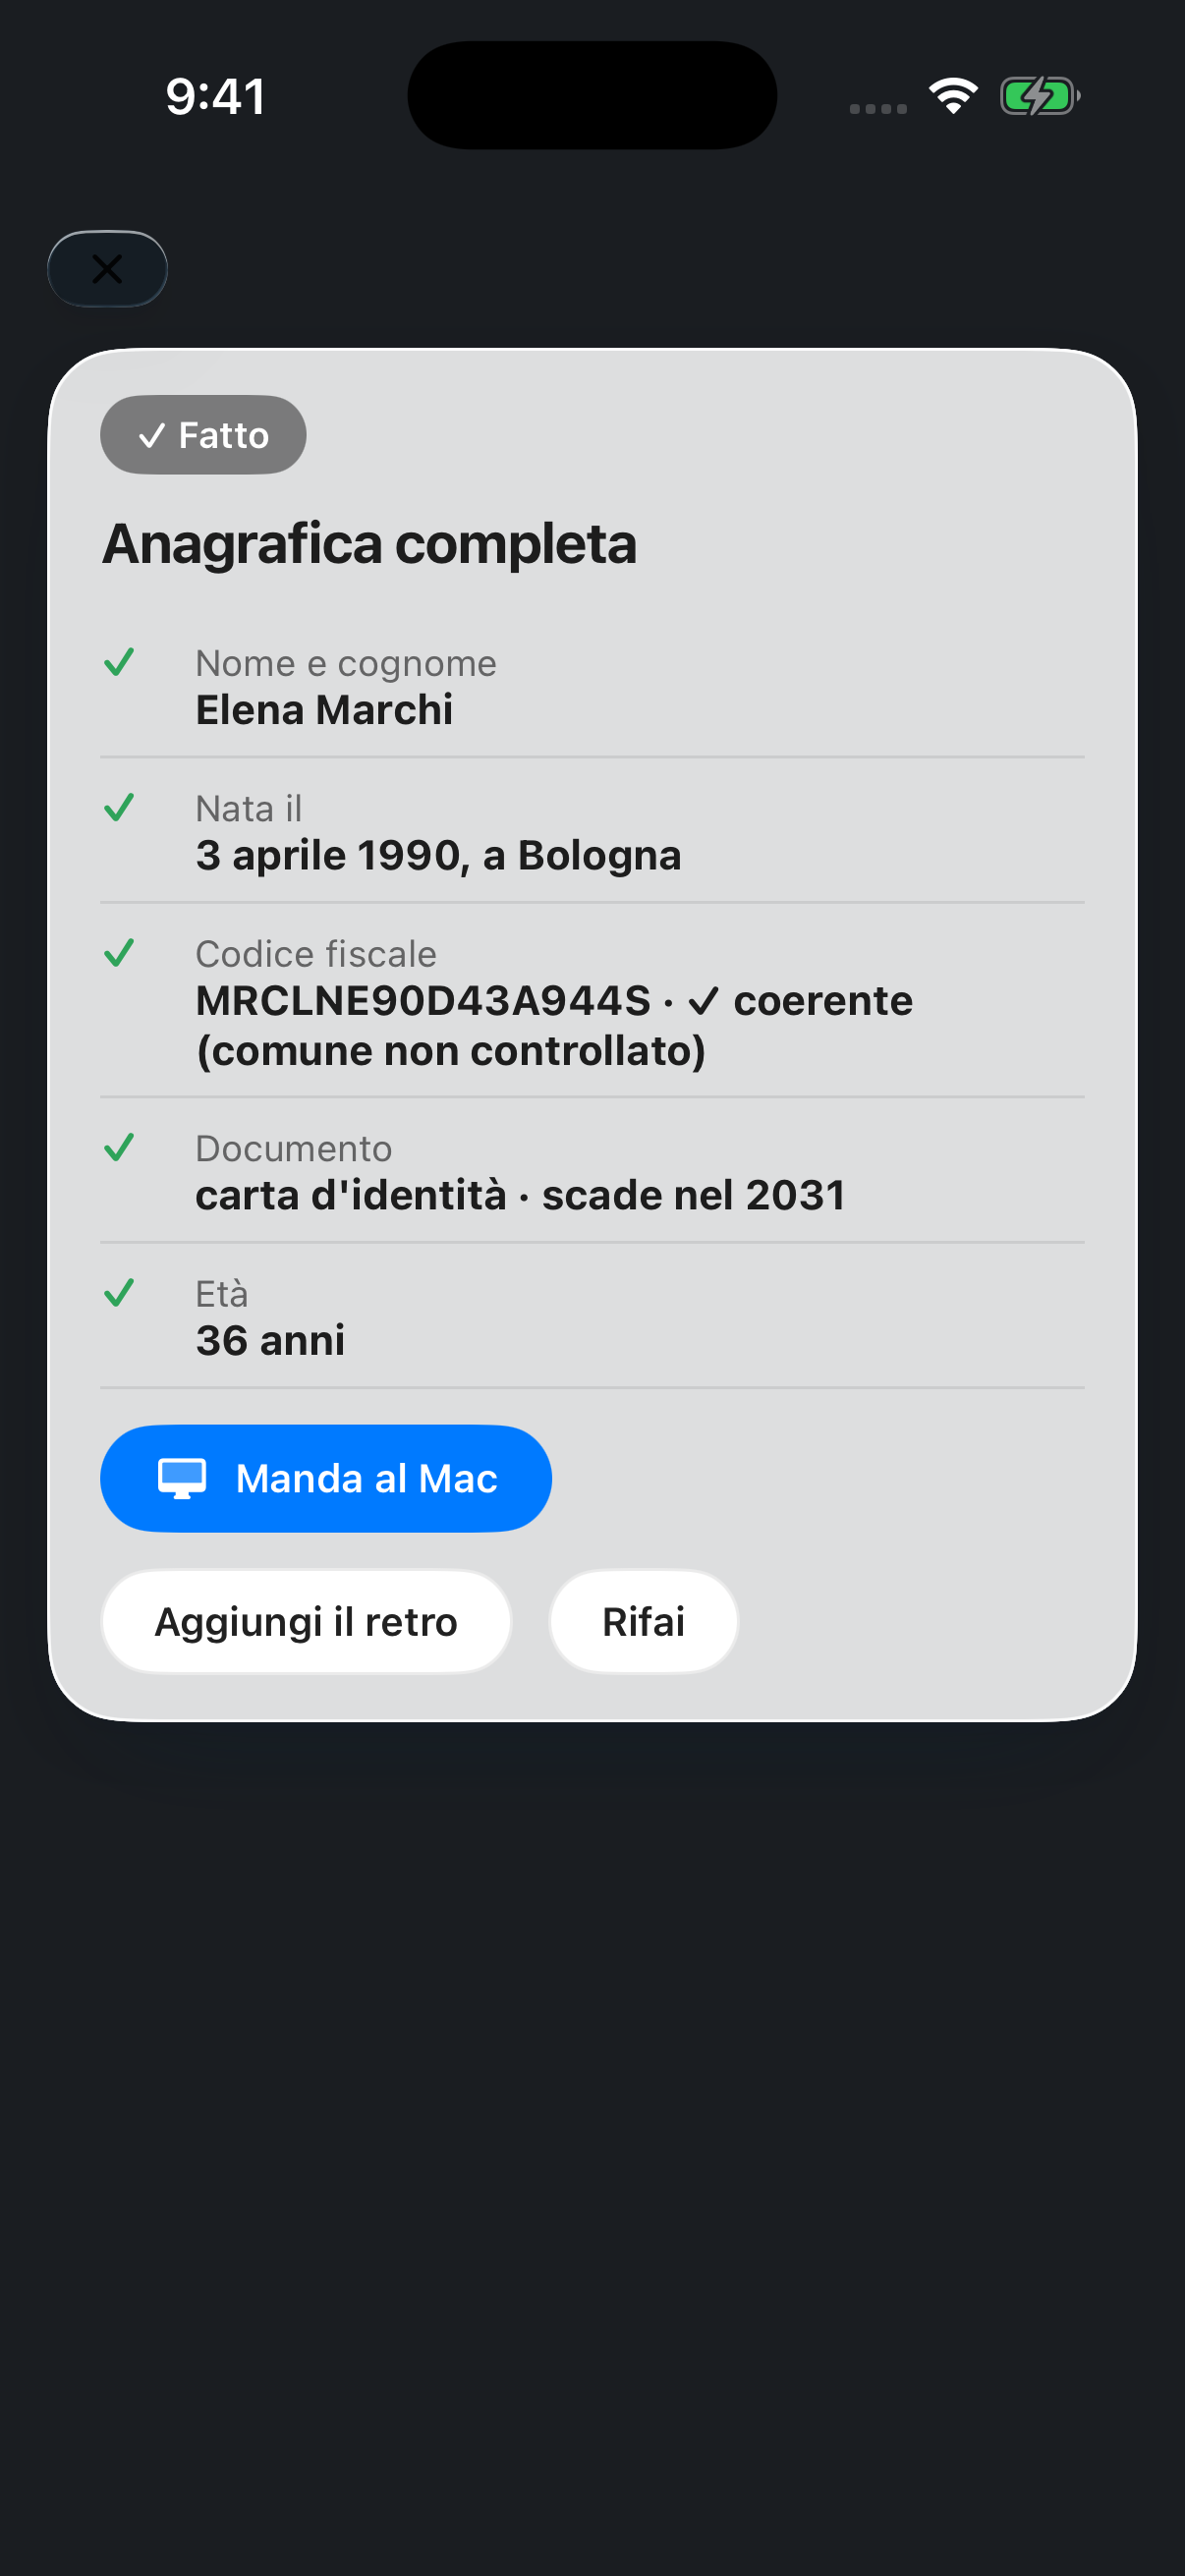 9:41
✓ Fatto
Anagrafica completa
Nome e cognome
Elena Marchi
Nata il
3 aprile 1990, a Bologna
Codice fiscale
MRCLNE90D43A944S · ✓ coerente
(comune non controllato)
Documento
carta d'identità · scade nel 2031
Età
36 anni
Manda al Mac
Aggiungi il retro
Rifai